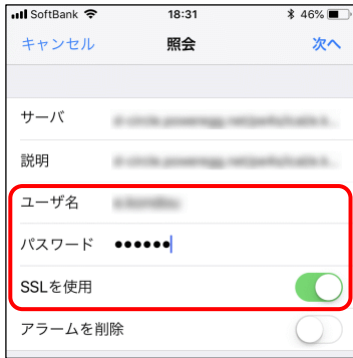 SoftBank 18:31 46%
キャンセル 照会 次へ
サーバ
説明
ユーザ名
パスワード ••••••
SSLを使用
アラームを削除